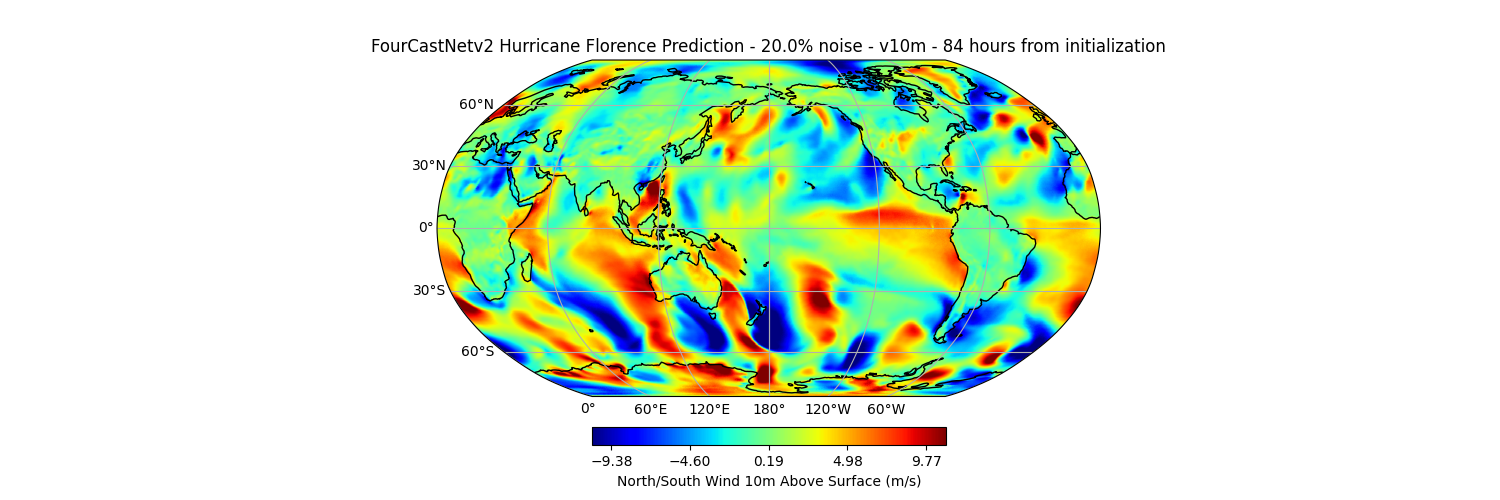 FourCastNetv2 Hurricane Florence Prediction - 20.0% noise - v10m - 84 hours from initialization
60°N
30°N
0°
30°S
60°S
0° 60°E 120°E 180° 120°W 60°W
−9.38 −4.60 0.19 4.98 9.77
North/South Wind 10m Above Surface (m/s)